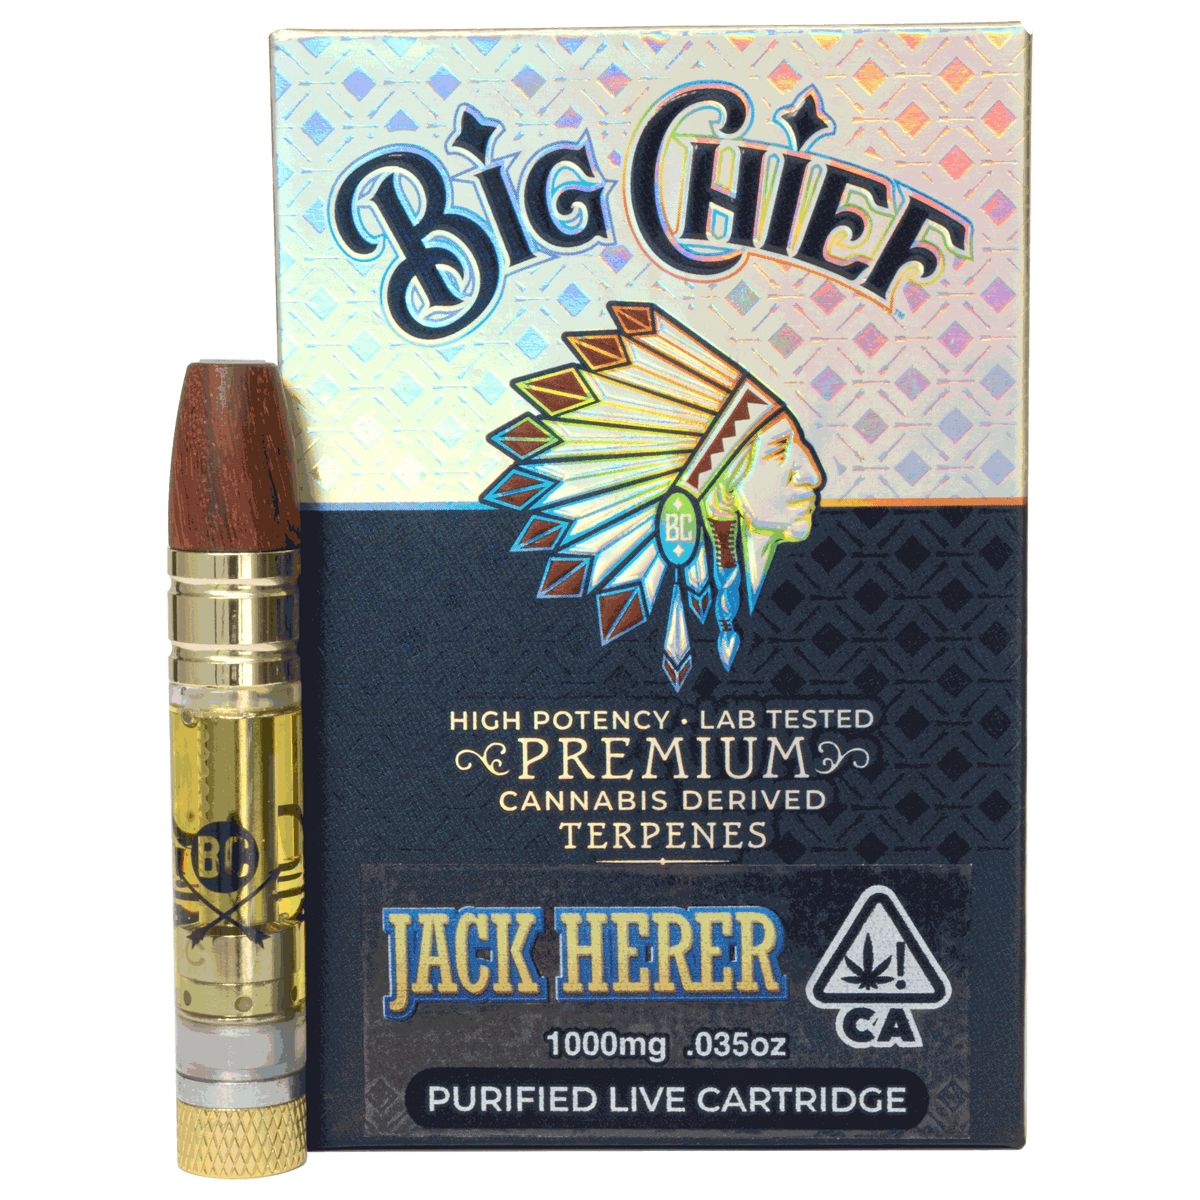 BIG CHIEF™
BC
HIGH POTENCY • LAB TESTED
PREMIUM
CANNABIS DERIVED
TERPENES
JACK HERER
!
CA
1000mg .035oz
PURIFIED LIVE CARTRIDGE
BC